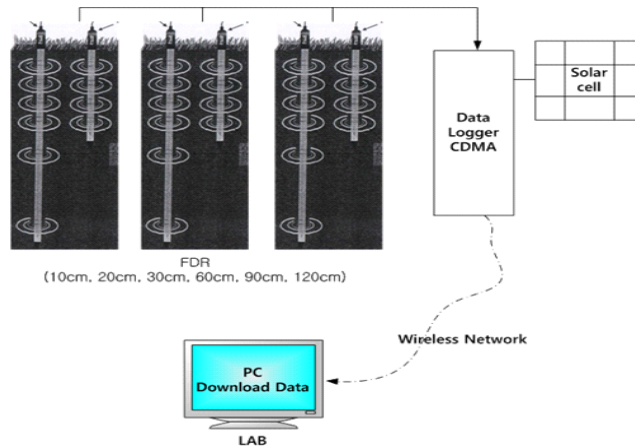 Solar
cell
Data
Logger
CDMA
FDR
(10cm, 20cm, 30cm, 60cm, 90cm, 120cm)
Wireless Network
PC
Download Data
LAB